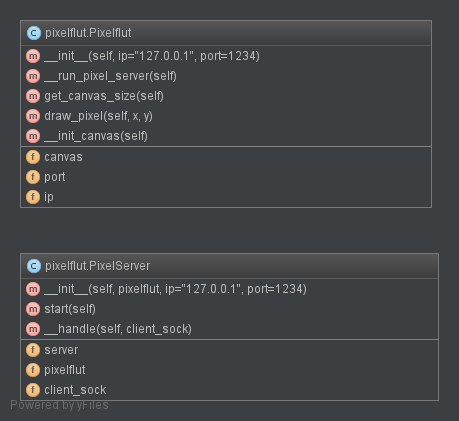 C pixelflut.Pixelflut
m __init__(self, ip="127.0.0.1", port=1234)
m __run_pixel_server(self)
m get_canvas_size(self)
m draw_pixel(self, x, y)
m __init_canvas(self)
f canvas
f port
f ip
C pixelflut.PixelServer
m __init__(self, pixelflut, ip="127.0.0.1", port=1234)
m start(self)
m __handle(self, client_sock)
f server
f pixelflut
f client_sock
Powered by yFiles